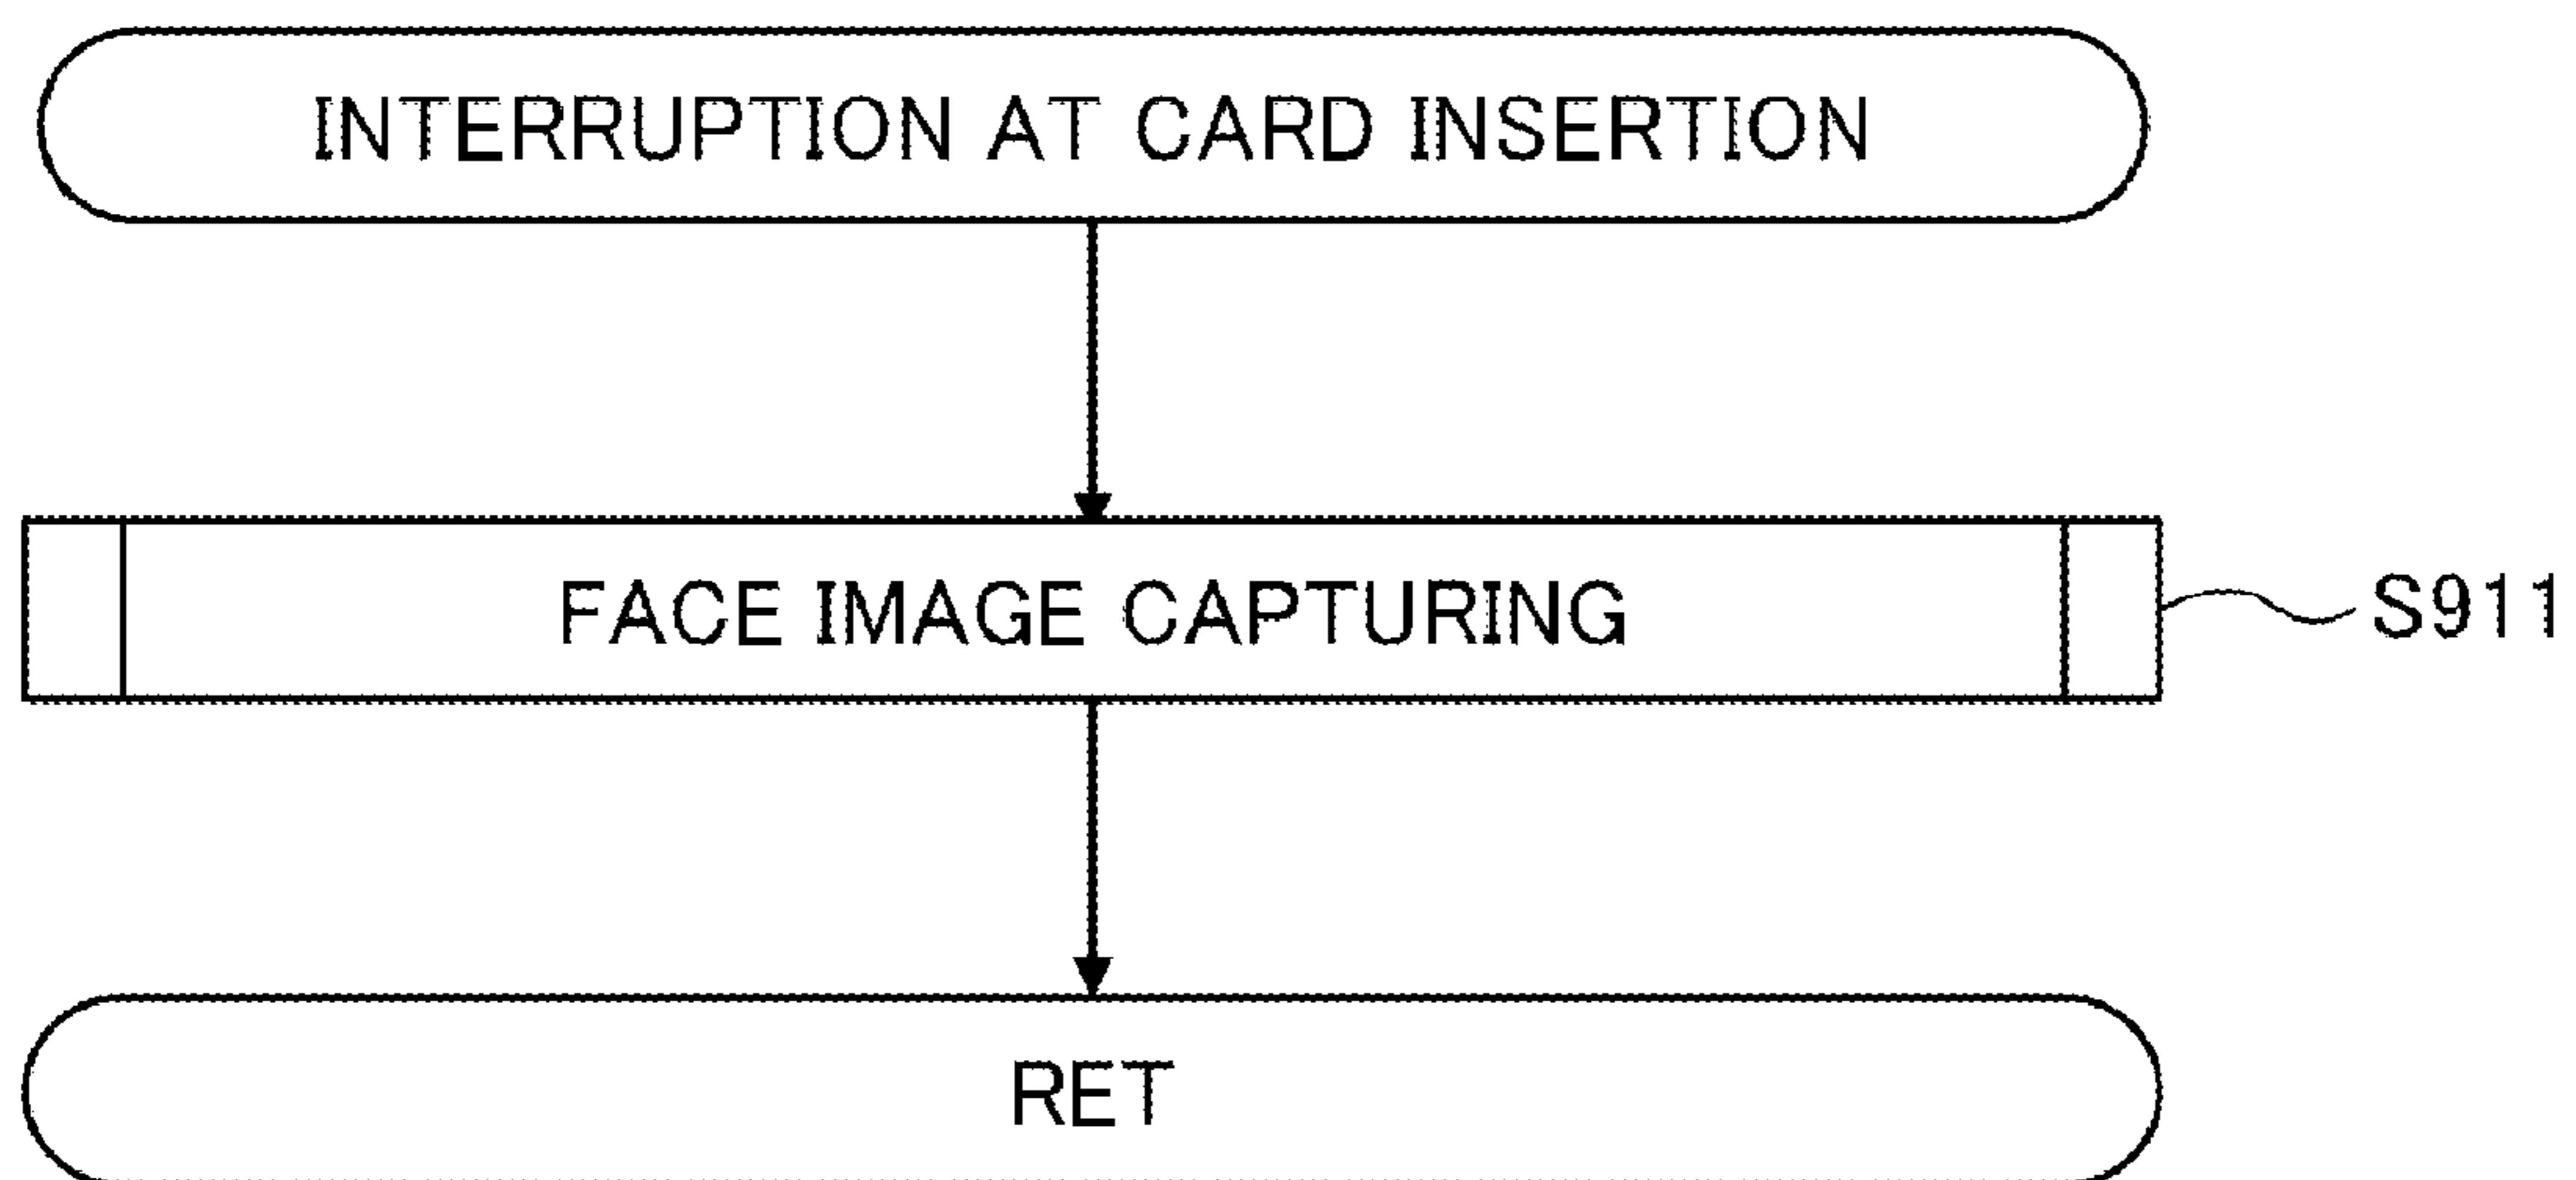 INTERRUPTION AT CARD INSERTION
FACE IMAGE CAPTURING
S911
RET